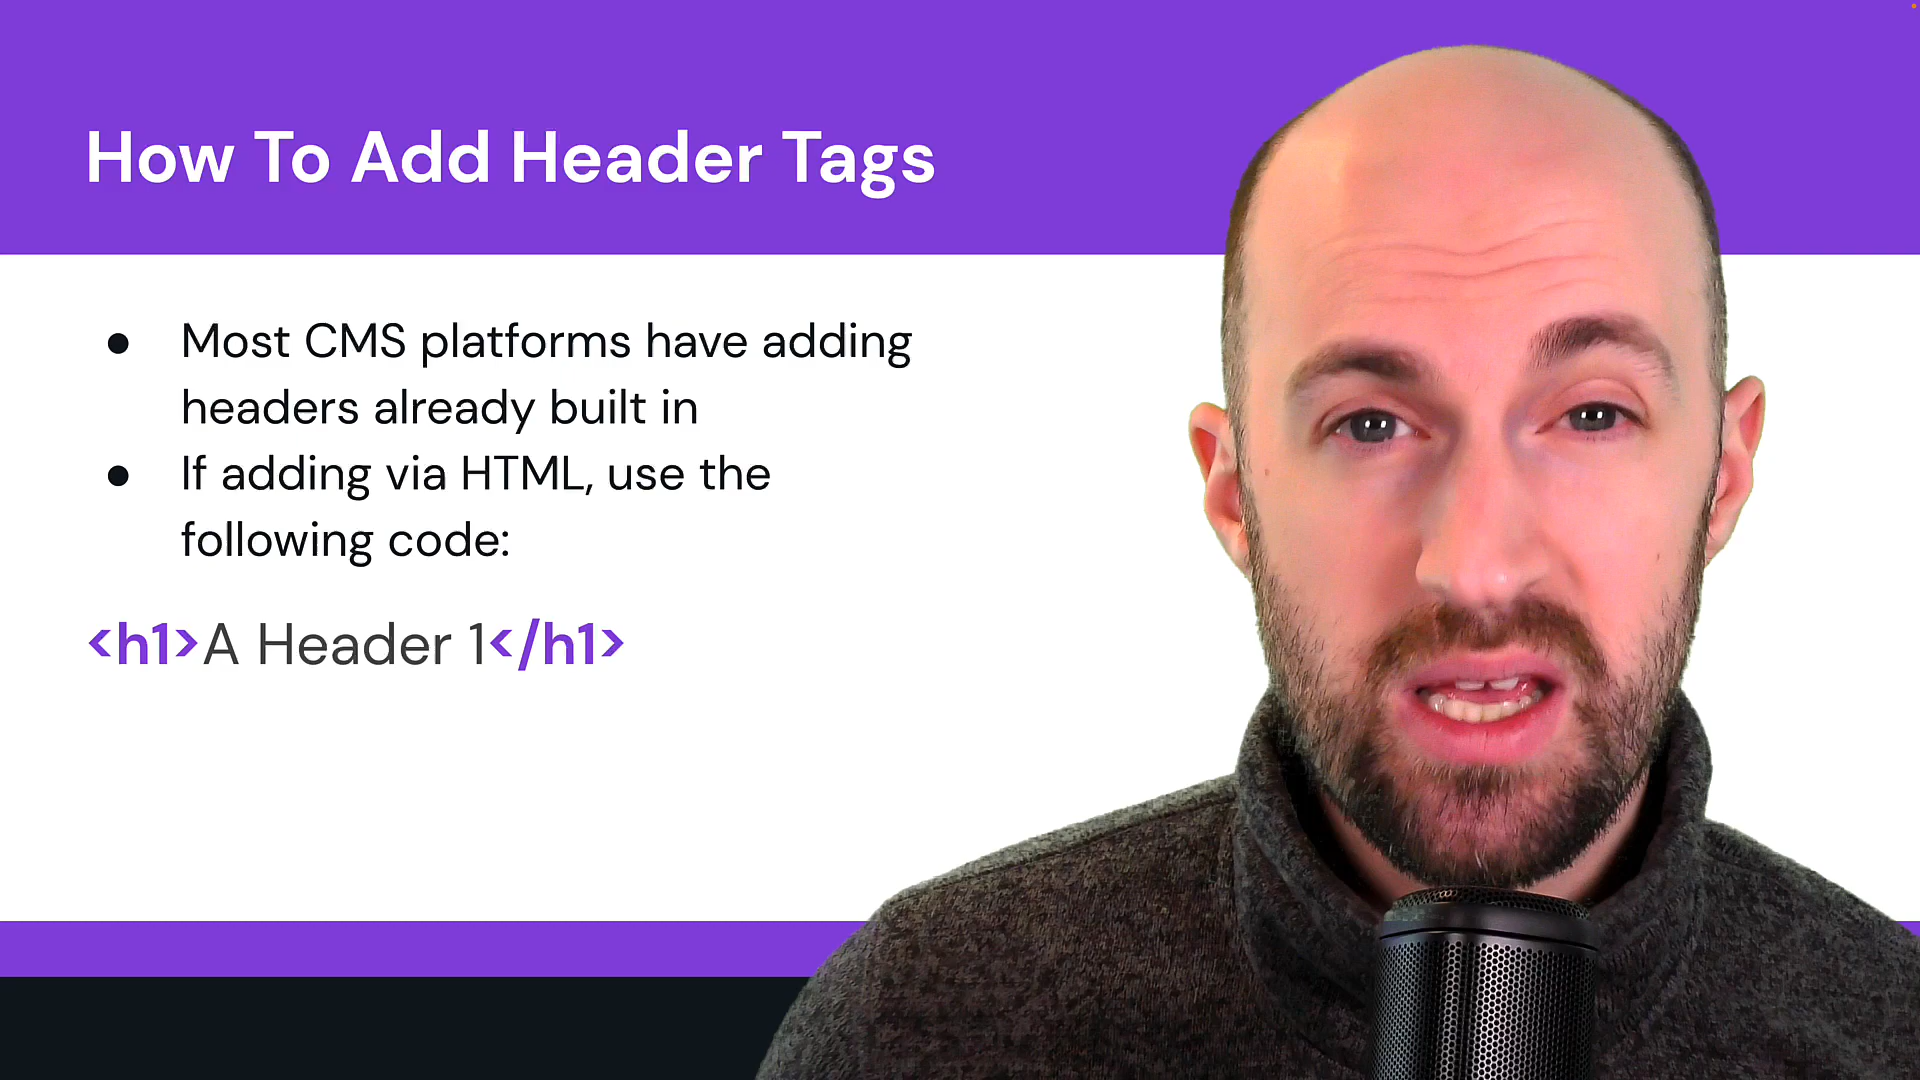 How To Add Header Tags
● Most CMS platforms have adding
headers already built in
● If adding via HTML, use the
following code:
<h1>A Header 1</h1>